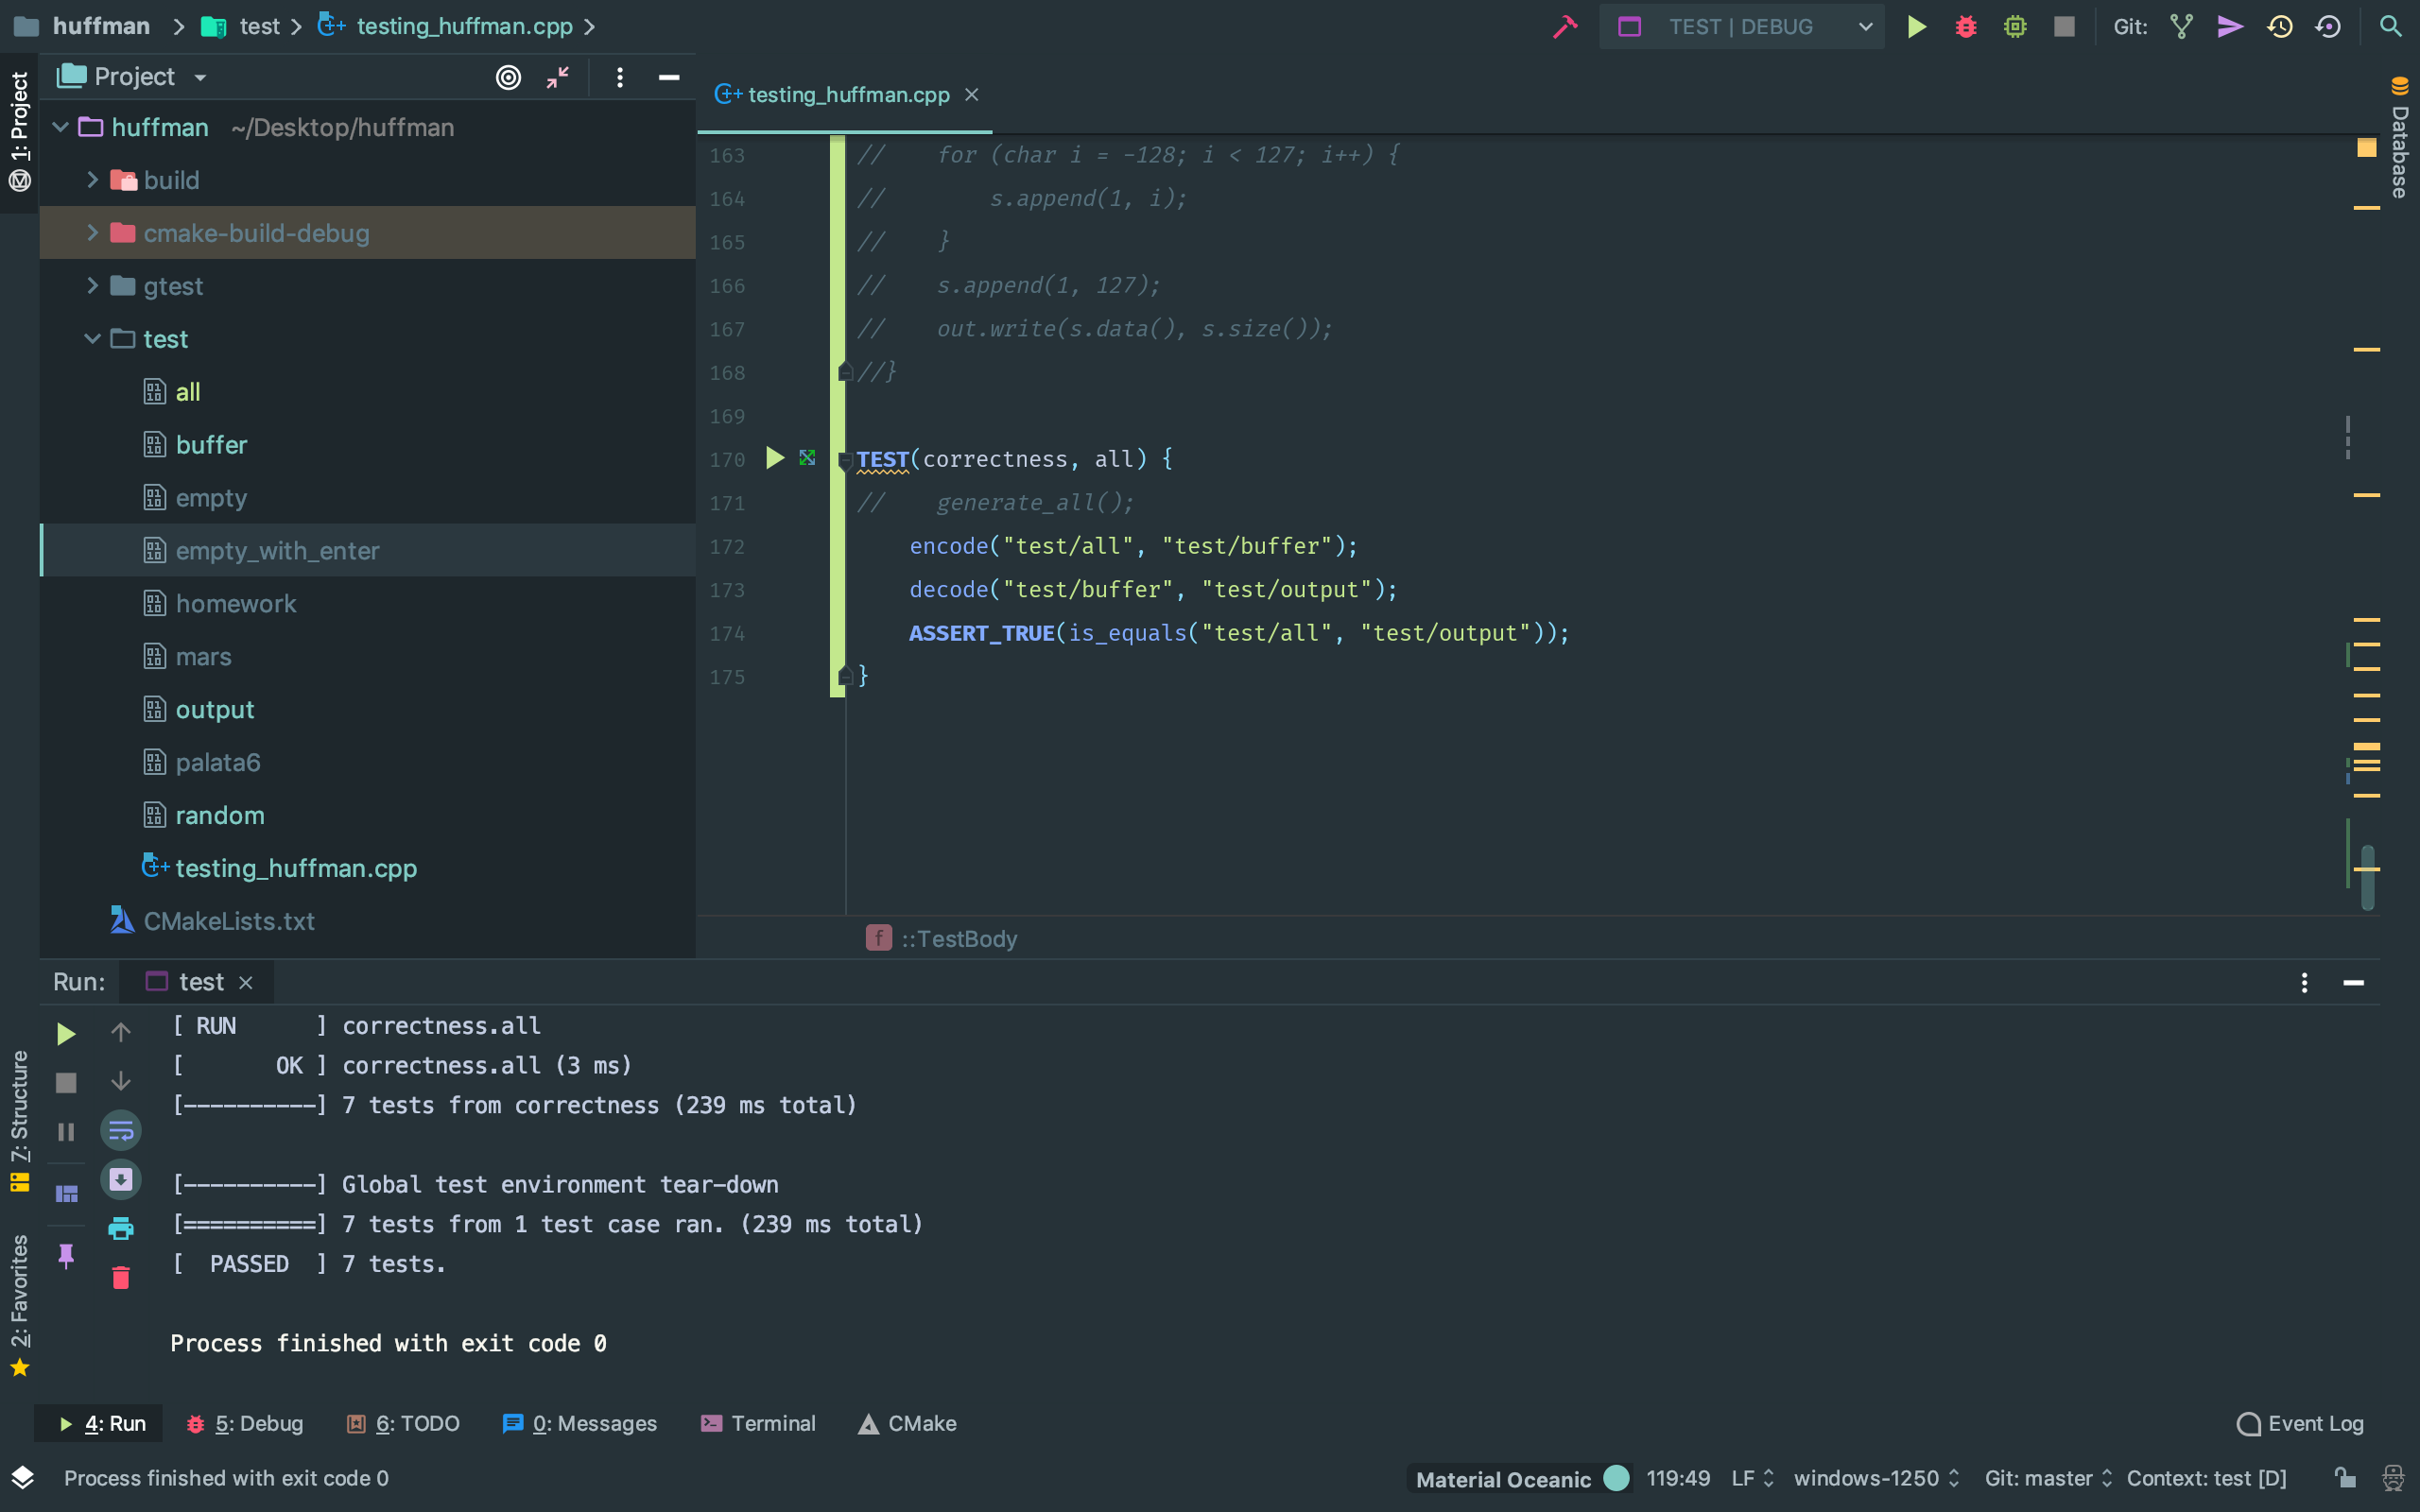 huffman
test
testing_huffman.cpp
TEST | DEBUG
Git:
1: Project
Project
huffman ~/Desktop/huffman
build
cmake-build-debug
gtest
test
all
buffer
empty
empty_with_enter
homework
mars
output
palata6
random
testing_huffman.cpp
CMakeLists.txt
testing_huffman.cpp
163 //    for (char i = -128; i < 127; i++) {
164 //        s.append(1, i);
165 //    }
166 //    s.append(1, 127);
167 //    out.write(s.data(), s.size());
168 //}
169
170 TEST(correctness, all) {
171 //    generate_all();
172     encode("test/all", "test/buffer");
173     decode("test/buffer", "test/output");
174     ASSERT_TRUE(is_equals("test/all", "test/output"));
175 }
f ::TestBody
Database
Run: test
[ RUN      ] correctness.all
[       OK ] correctness.all (3 ms)
[----------] 7 tests from correctness (239 ms total)
[----------] Global test environment tear-down
[==========] 7 tests from 1 test case ran. (239 ms total)
[  PASSED  ] 7 tests.
Process finished with exit code 0
7: Structure
2: Favorites
4: Run
5: Debug
6: TODO
0: Messages
Terminal
CMake
Event Log
Process finished with exit code 0
Material Oceanic
119:49
LF
windows-1250
Git: master
Context: test [D]